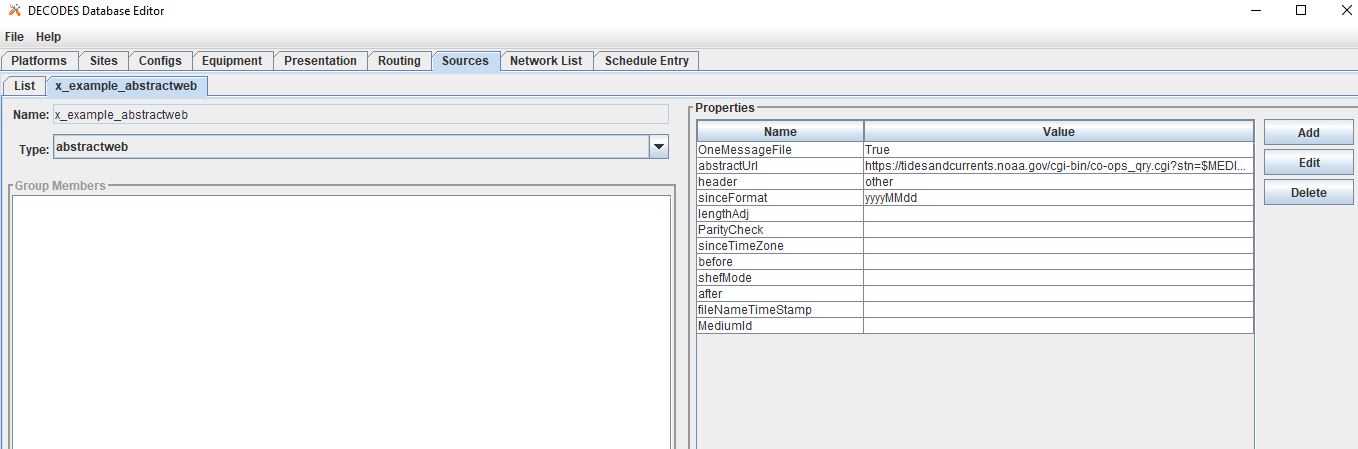 DECODES Database Editor
File Help
Platforms Sites Configs Equipment Presentation Routing Sources Network List Schedule Entry
List x_example_abstractweb
Name: x_example_abstractweb
Type: abstractweb
Group Members
Properties
Name Value
OneMessageFile True
abstractUrl https://tidesandcurrents.noaa.gov/cgi-bin/co-ops_qry.cgi?stn=$MEDI...
header other
sinceFormat yyyyMMdd
lengthAdj
ParityCheck
sinceTimeZone
before
shefMode
after
fileNameTimeStamp
MediumId
Add
Edit
Delete